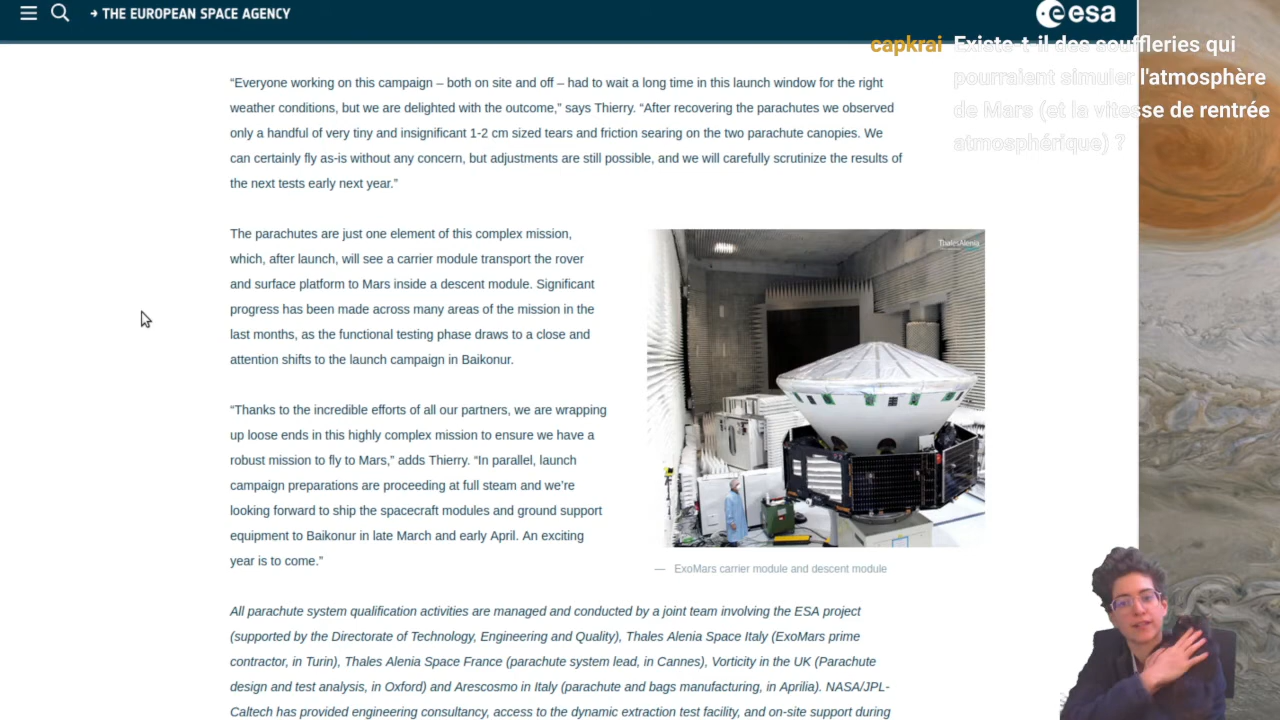 → THE EUROPEAN SPACE AGENCY
esa
capkrai Existe-t-il des souffleries qui
pourraient simuler l'atmosphère
de Mars (et la vitesse de rentrée
atmosphérique) ?
“Everyone working on this campaign – both on site and off – had to wait a long time in this launch window for the right
weather conditions, but we are delighted with the outcome,” says Thierry. “After recovering the parachutes we observed
only a handful of very tiny and insignificant 1-2 cm sized tears and friction searing on the two parachute canopies. We
can certainly fly as-is without any concern, but adjustments are still possible, and we will carefully scrutinize the results of
the next tests early next year.”
The parachutes are just one element of this complex mission,
which, after launch, will see a carrier module transport the rover
and surface platform to Mars inside a descent module. Significant
progress has been made across many areas of the mission in the
last months, as the functional testing phase draws to a close and
attention shifts to the launch campaign in Baikonur.
“Thanks to the incredible efforts of all our partners, we are wrapping
up loose ends in this highly complex mission to ensure we have a
robust mission to fly to Mars,” adds Thierry. “In parallel, launch
campaign preparations are proceeding at full steam and we’re
looking forward to ship the spacecraft modules and ground support
equipment to Baikonur in late March and early April. An exciting
year is to come.”
ThalesAlenia
— ExoMars carrier module and descent module
All parachute system qualification activities are managed and conducted by a joint team involving the ESA project
(supported by the Directorate of Technology, Engineering and Quality), Thales Alenia Space Italy (ExoMars prime
contractor, in Turin), Thales Alenia Space France (parachute system lead, in Cannes), Vorticity in the UK (Parachute
design and test analysis, in Oxford) and Arescosmo in Italy (parachute and bags manufacturing, in Aprilia). NASA/JPL-
Caltech has provided engineering consultancy, access to the dynamic extraction test facility, and on-site support during